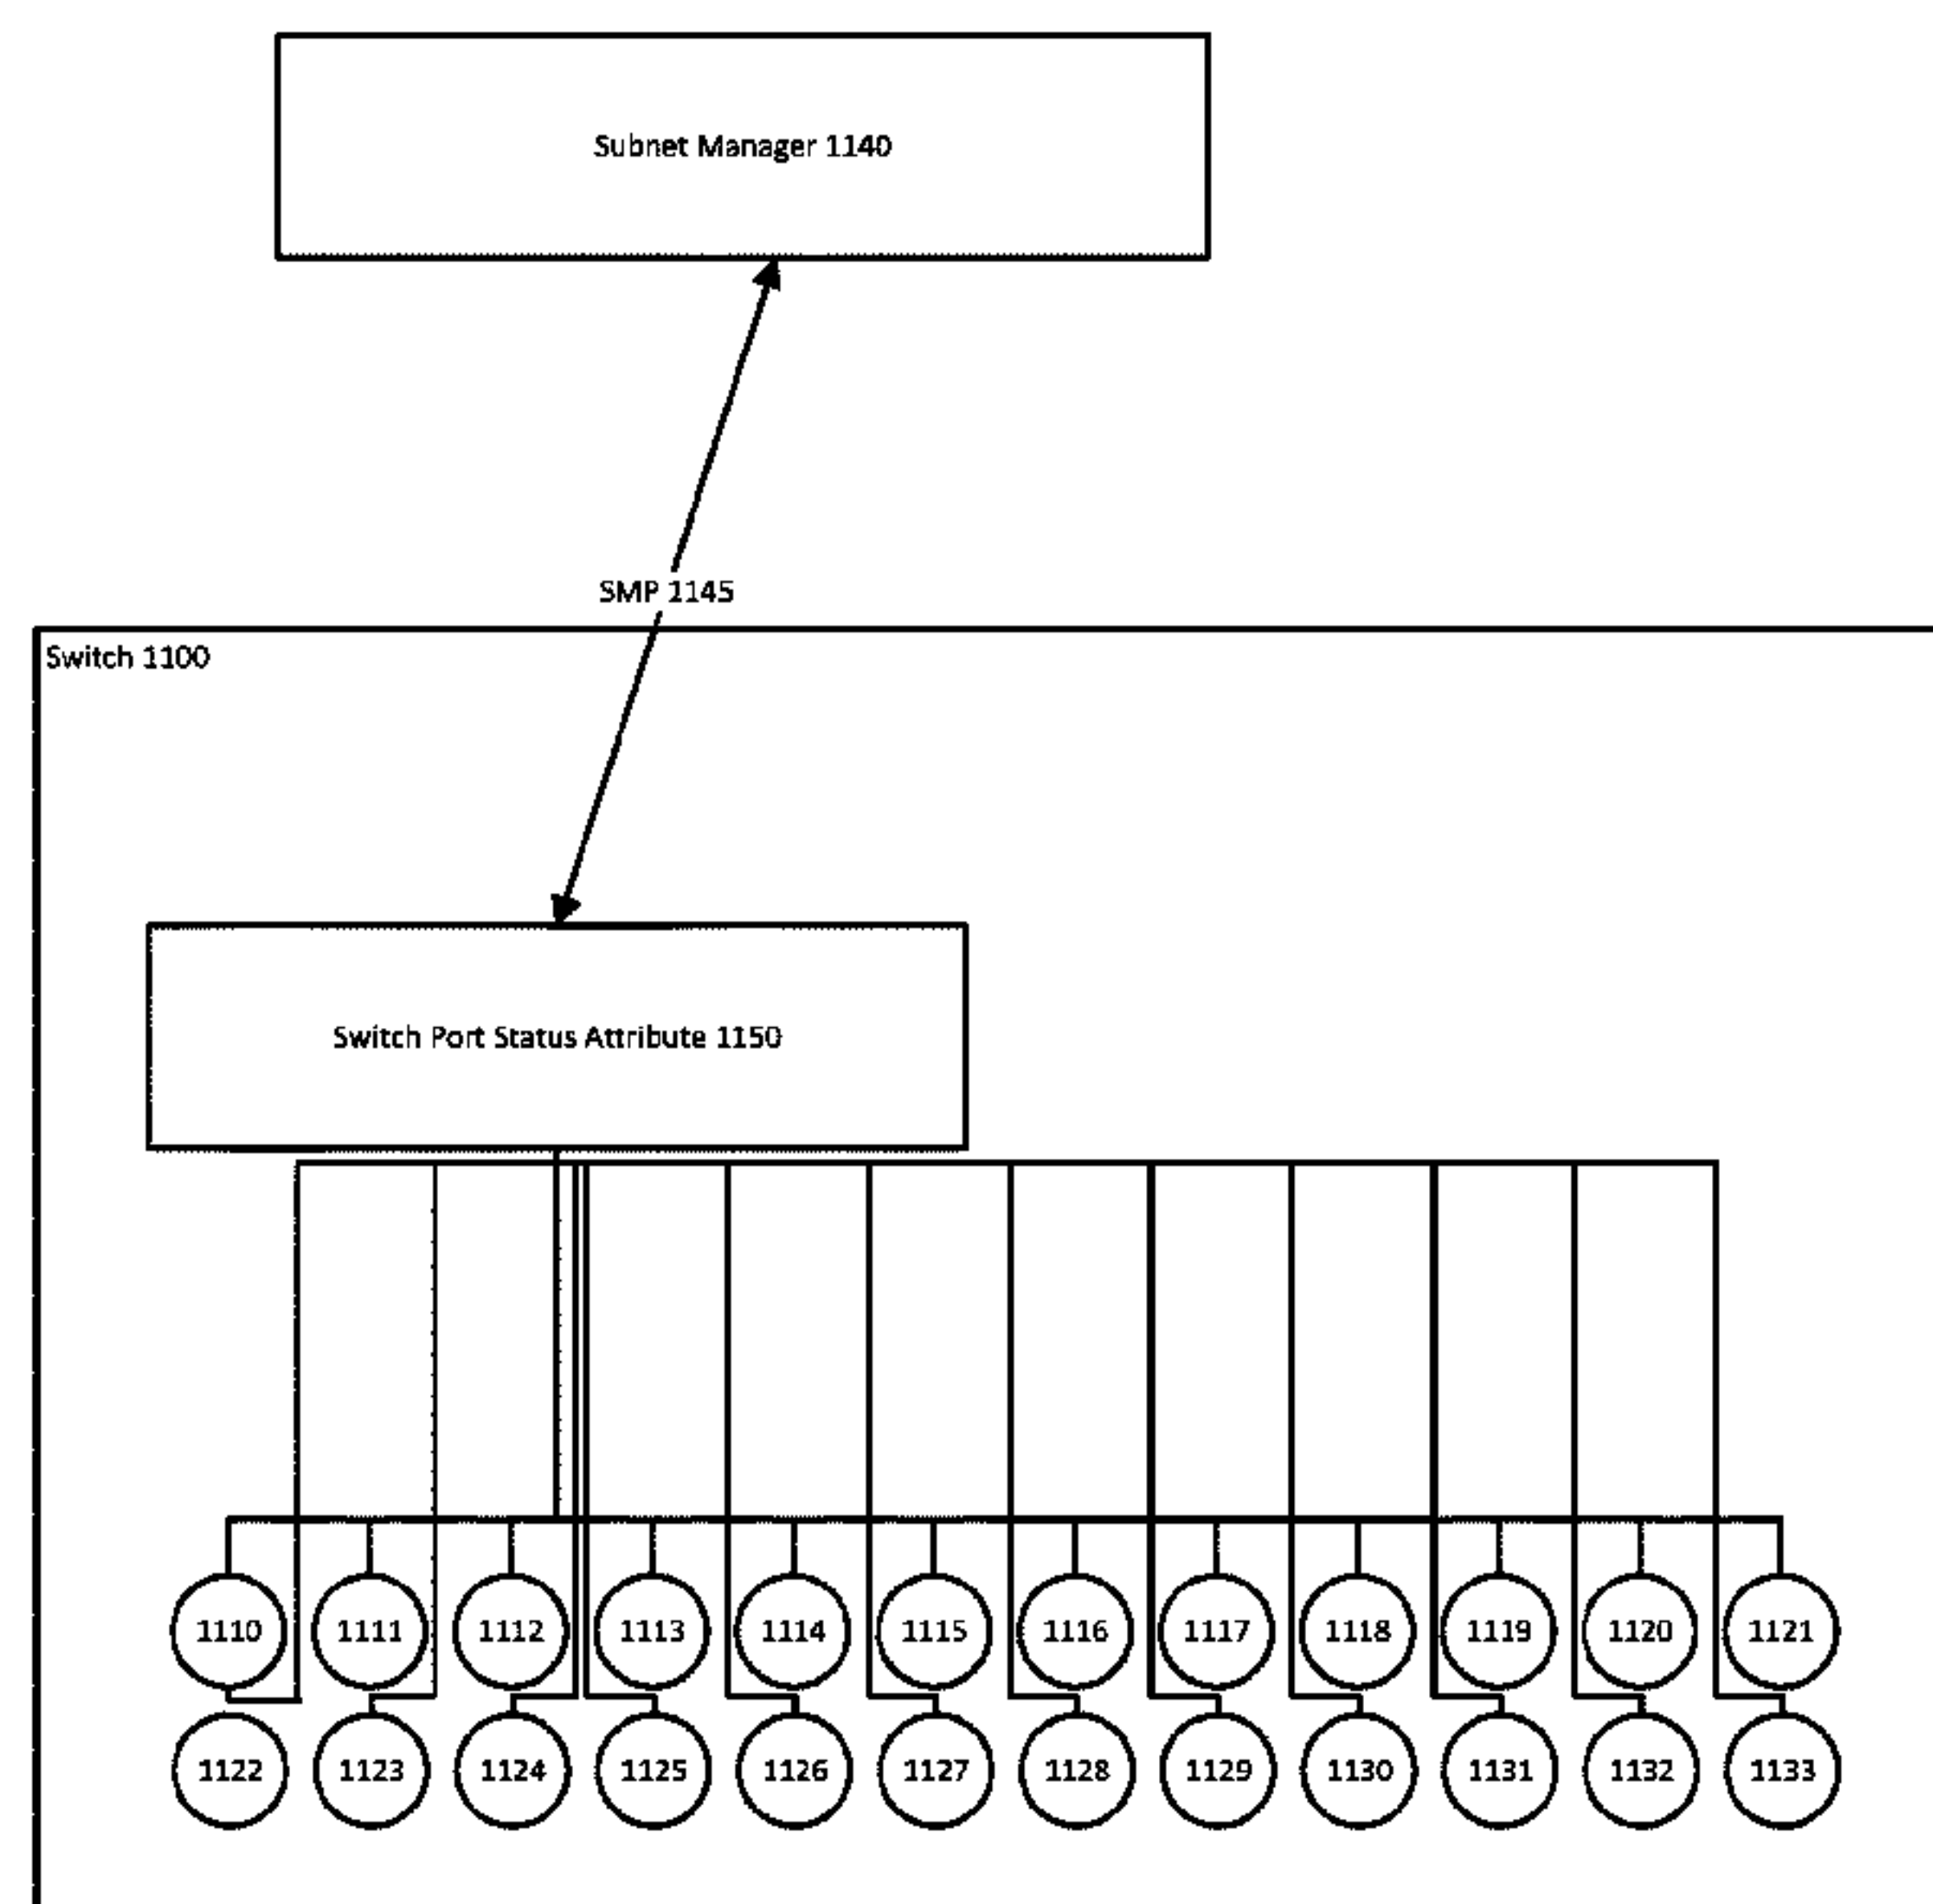 Subnet Manager 1140
SMP 1145
Switch 1100
Switch Port Status Attribute 1150
1110 1111 1112 1113 1114 1115 1116 1117 1118 1119 1120 1121
1122 1123 1124 1125 1126 1127 1128 1129 1130 1131 1132 1133